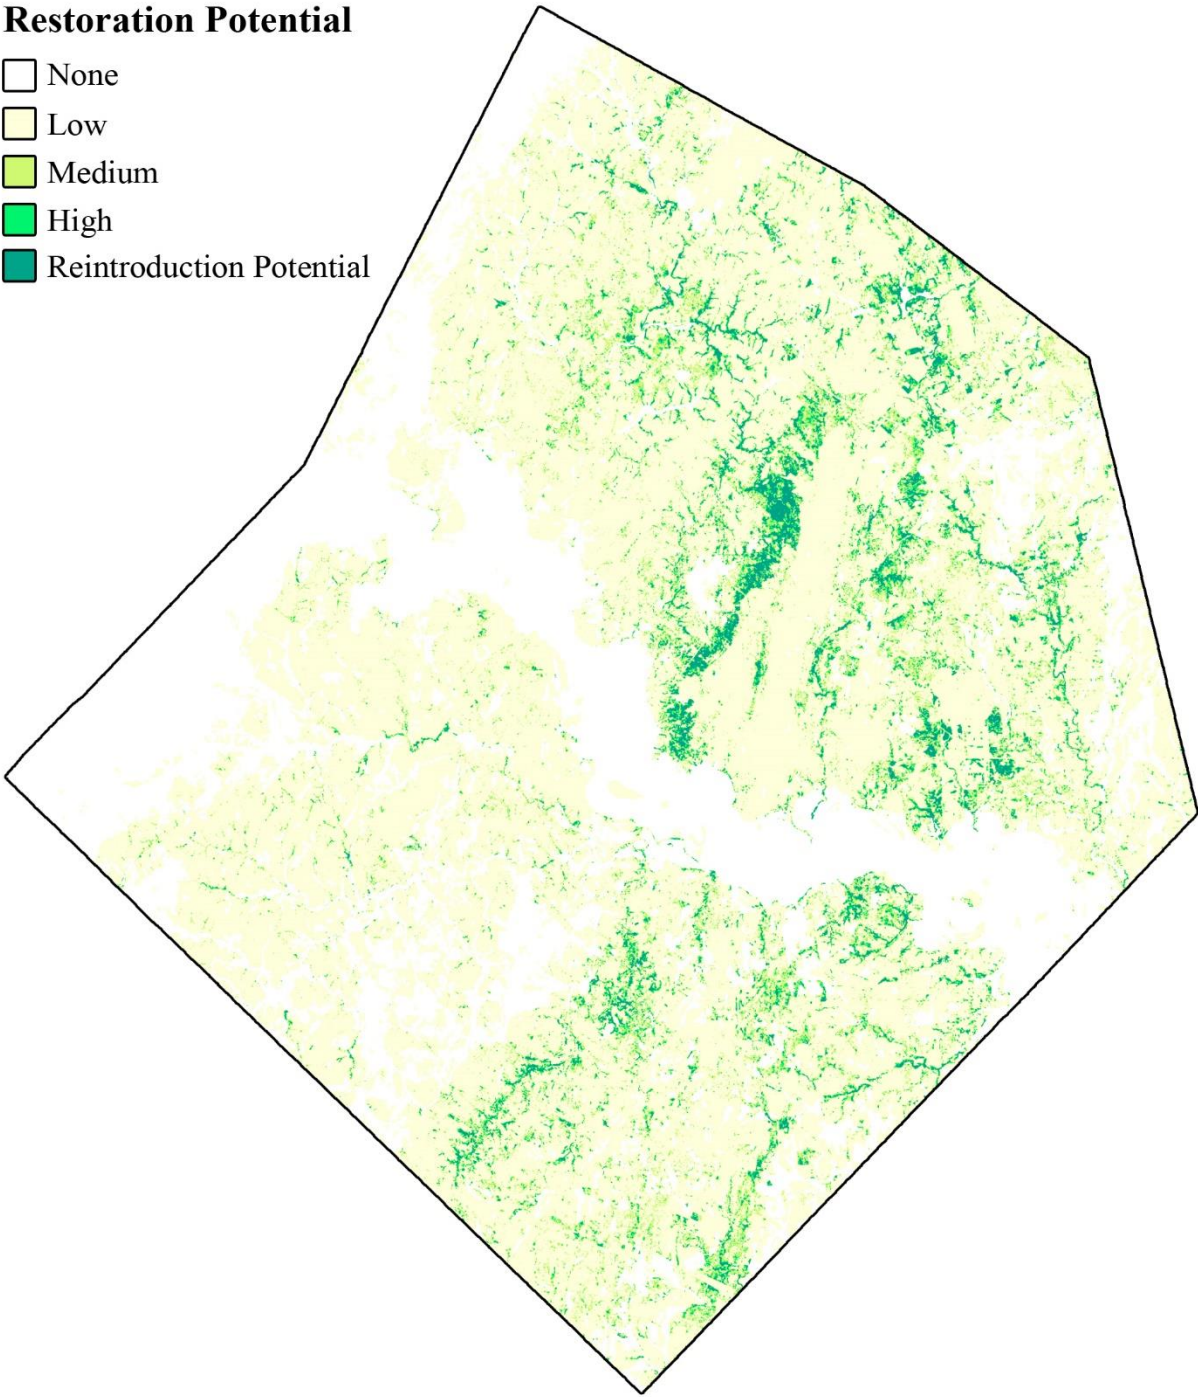 Restoration Potential
None
Low
Medium
High
Reintroduction Potential